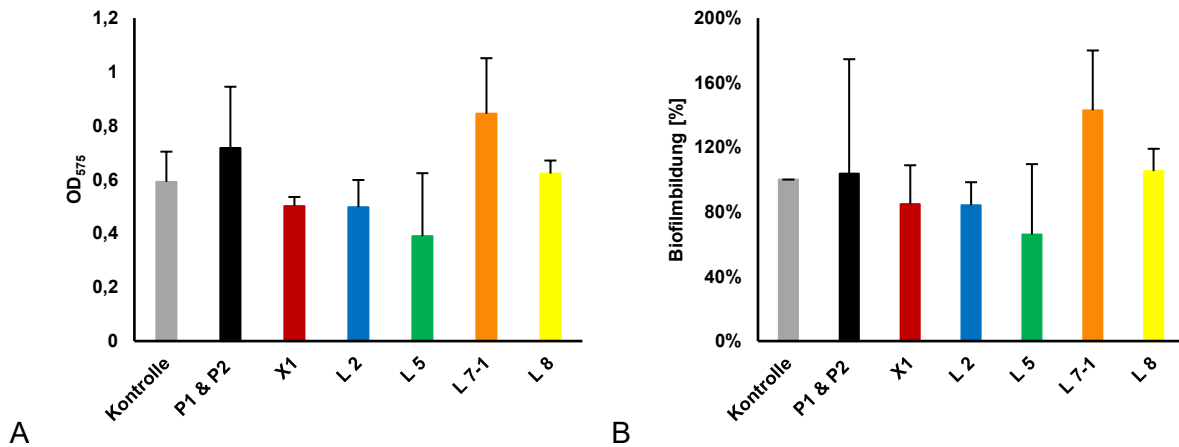 1,2
1
0,8
0,6
0,4
0,2
0
OD575
Kontrolle
P1 & P2
X1
L 2
L 5
L 7-1
L 8
A
200%
160%
120%
80%
40%
0%
Biofilmbildung [%]
Kontrolle
P1 & P2
X1
L 2
L 5
L 7-1
L 8
B